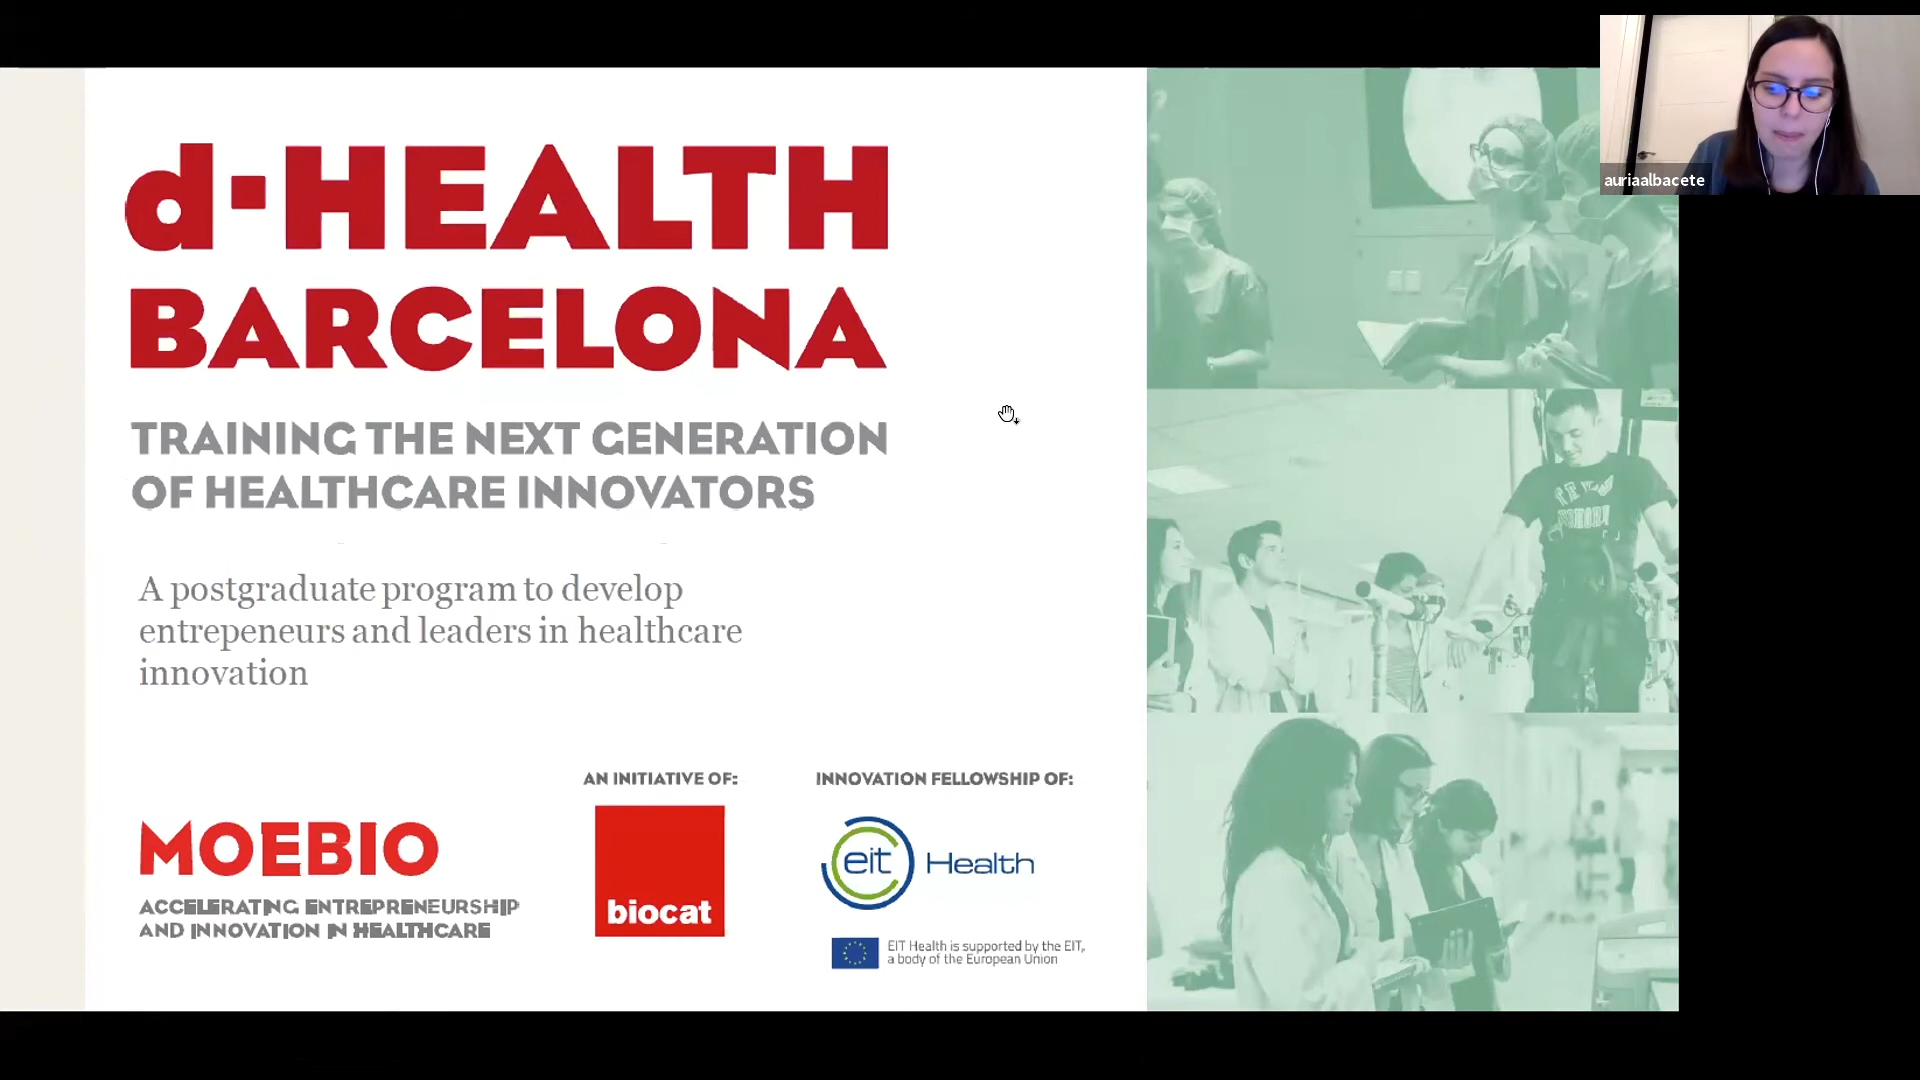 d·HEALTH
BARCELONA
TRAINING THE NEXT GENERATION
OF HEALTHCARE INNOVATORS
A postgraduate program to develop
entrepeneurs and leaders in healthcare
innovation
MOEBIO
ACCELERATING ENTREPRENEURSHIP
AND INNOVATION IN HEALTHCARE
AN INITIATIVE OF:
biocat
INNOVATION FELLOWSHIP OF:
eit Health
EIT Health is supported by the EIT,
a body of the European Union
auriaalbacete